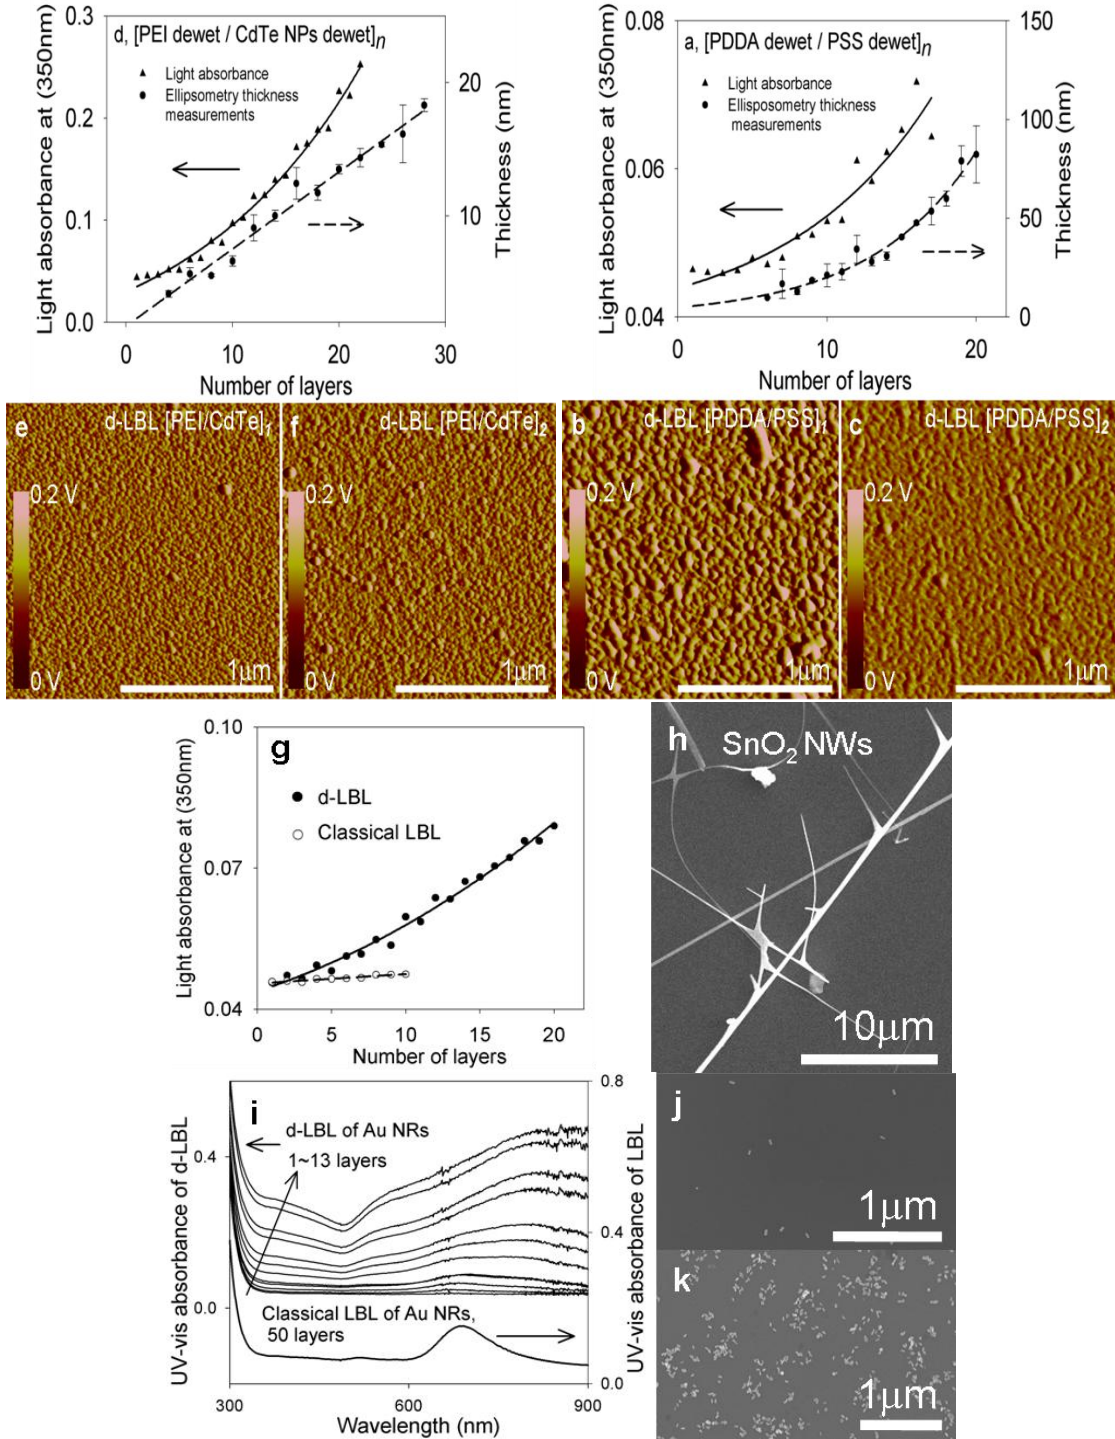 d, [PEI dewet / CdTe NPs dewet]n
Light absorbance
Ellipsometry thickness
measurements
Light absorbance at (350nm)
0.3
0.2
0.1
0.0
0
10
20
30
Number of layers
20
10
Thickness (nm)
a, [PDDA dewet / PSS dewet]n
Light absorbance
Ellisposometry thickness
measurements
Light absorbance at (350nm)
0.08
0.06
0.04
0
10
20
Number of layers
150
100
50
0
Thickness (nm)
e d-LBL [PEI/CdTe]1
0.2 V
0 V
1μm
f d-LBL [PEI/CdTe]2
0.2 V
0 V
1μm
b d-LBL [PDDA/PSS]1
0.2 V
0 V
1μm
c d-LBL [PDDA/PSS]2
0.2 V
0 V
1μm
g
d-LBL
Classical LBL
Light absorbance at (350nm)
0.10
0.07
0.04
0
5
10
15
20
Number of layers
h
SnO2 NWs
10μm
i
d-LBL of Au NRs
1~13 layers
Classical LBL of Au NRs,
50 layers
UV-vis absorbance of d-LBL
0.4
0.0
300
600
900
Wavelength (nm)
0.8
0.4
0.0
UV-vis absorbance of LBL
j
1μm
k
1μm